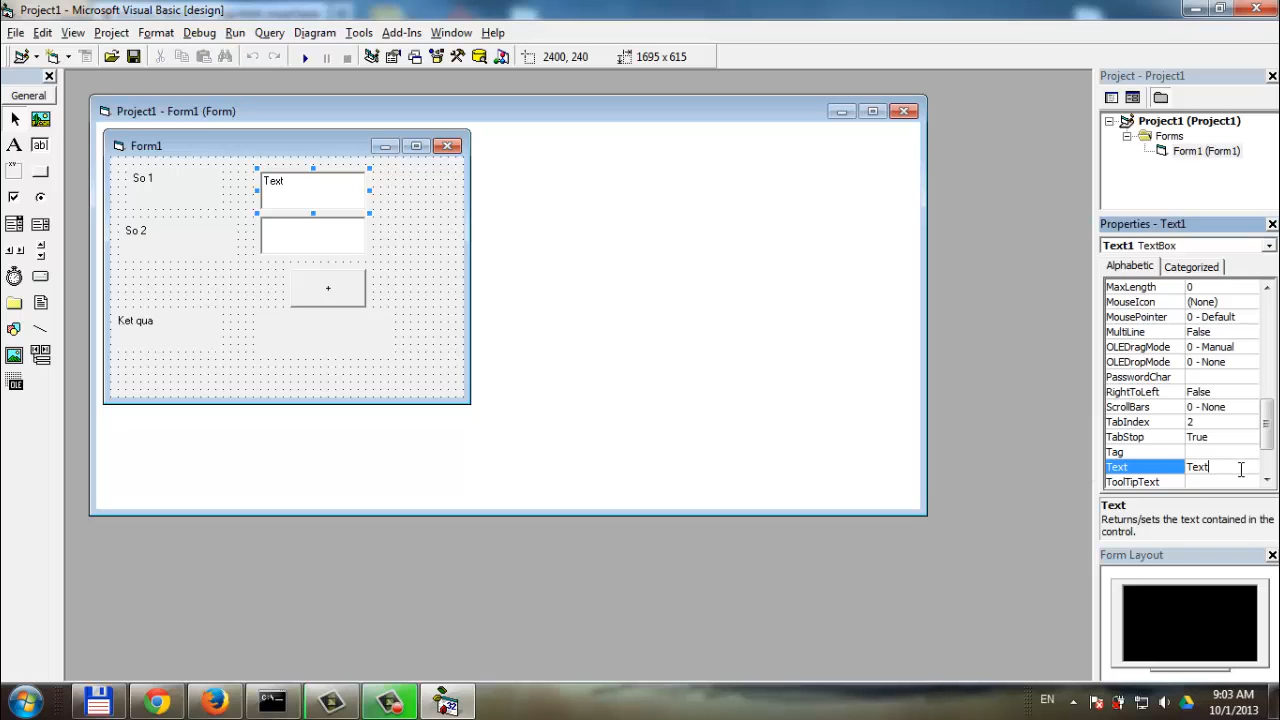 Project1 - Microsoft Visual Basic [design]
File Edit View Project Format Debug Run Query Diagram Tools Add-Ins Window Help
2400, 240 1695 x 615
General
A ab|
OLE
Project1 - Form1 (Form)
Form1
So 1 Text
So 2
+
Ket qua
Project - Project1
Project1 (Project1)
Forms
Form1 (Form1)
Properties - Text1
Text1 TextBox
Alphabetic Categorized
MaxLength 0
MouseIcon (None)
MousePointer 0 - Default
MultiLine False
OLEDragMode 0 - Manual
OLEDropMode 0 - None
PasswordChar
RightToLeft False
ScrollBars 0 - None
TabIndex 2
TabStop True
Tag
Text Text
ToolTipText
Text
Returns/sets the text contained in the
control.
Form Layout
C:\
32
EN
9:03 AM
10/1/2013